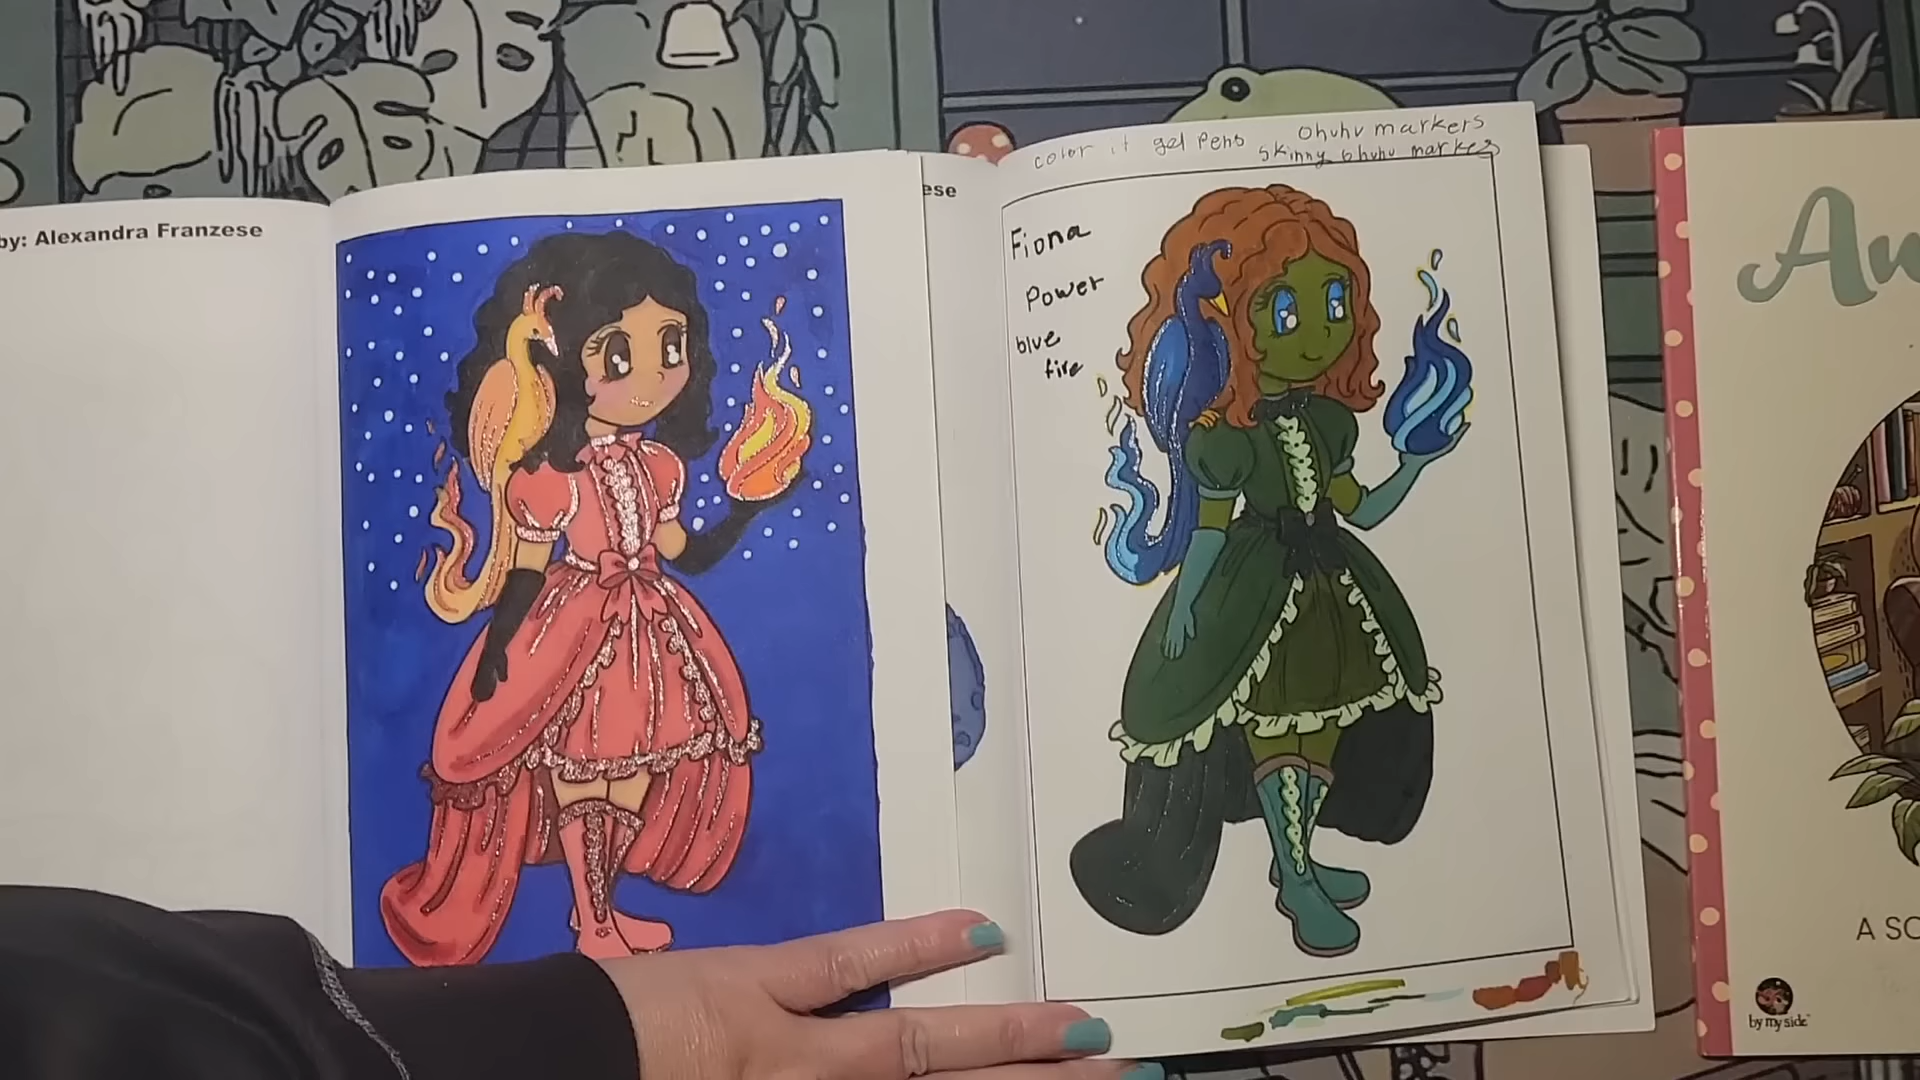 by: Alexandra Franzese
ese
color it gel pens
Ohuhu markers
skinny Ohuhu markers
Fiona
Power
blue
fire
An
A SC
by my side